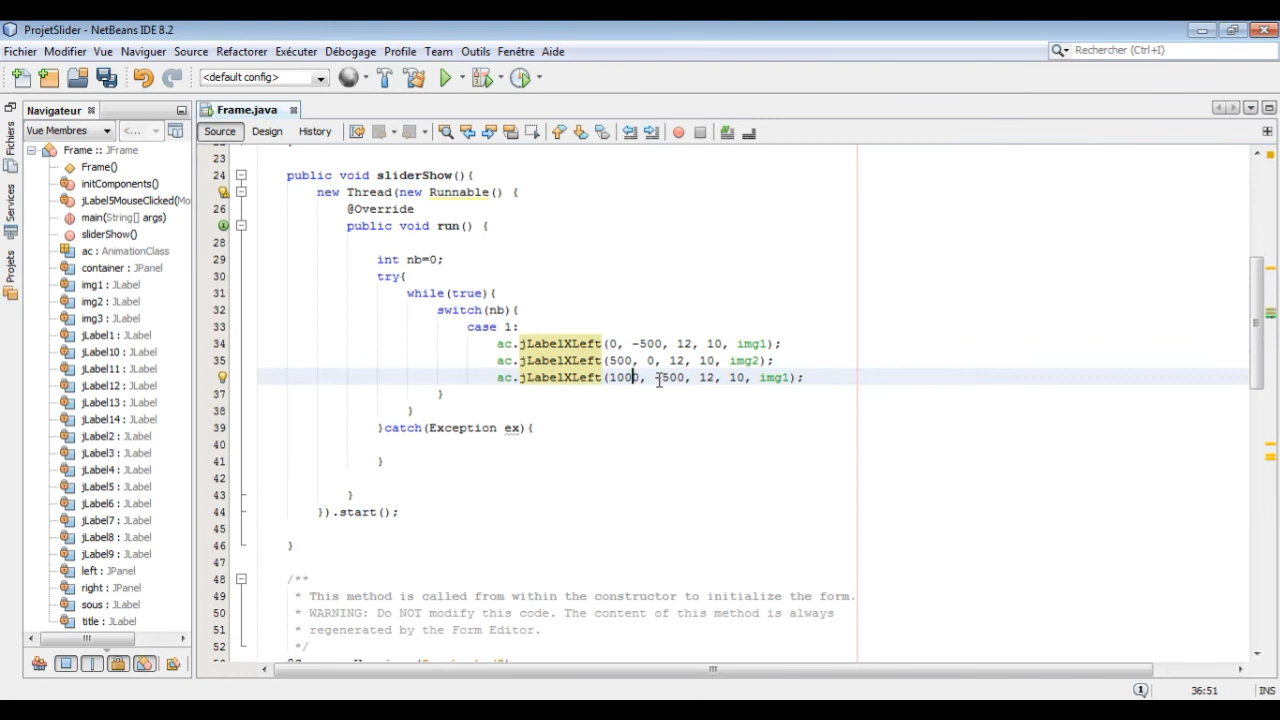 ProjetSlider - NetBeans IDE 8.2
Fichier Modifier Vue Naviguer Source Refactorer Exécuter Débogage Profile Team Outils Fenêtre Aide
Rechercher (Ctrl+I)
<default config>
Navigateur
Frame.java
Vue Membres
<...
Source Design History
Fichiers
Services
Projets
Frame :: JFrame
Frame()
initComponents()
jLabel5MouseClicked(Mo
main(String[] args)
sliderShow()
ac : AnimationClass
container : JPanel
img1 : JLabel
img2 : JLabel
img3 : JLabel
jLabel1 : JLabel
jLabel10 : JLabel
jLabel11 : JLabel
jLabel12 : JLabel
jLabel13 : JLabel
jLabel14 : JLabel
jLabel2 : JLabel
jLabel3 : JLabel
jLabel4 : JLabel
jLabel5 : JLabel
jLabel6 : JLabel
jLabel7 : JLabel
jLabel8 : JLabel
jLabel9 : JLabel
left : JPanel
right : JPanel
sous : JLabel
title : JLabel
23
24 public void sliderShow(){
new Thread(new Runnable() {
26 @Override
public void run() {
28
29 int nb=0;
30 try{
31 while(true){
32 switch(nb){
33 case 1:
34 ac.jLabelXLeft(0, -500, 12, 10, img1);
35 ac.jLabelXLeft(500, 0, 12, 10, img2);
ac.jLabelXLeft(1000, -500, 12, 10, img1);
37 }
38 }
39 }catch(Exception ex){
40
41 }
42
43 }
44 }).start();
45
46 }
47
48 /**
49 * This method is called from within the constructor to initialize the form.
50 * WARNING: Do NOT modify this code. The content of this method is always
51 * regenerated by the Form Editor.
52 */
36:51 INS